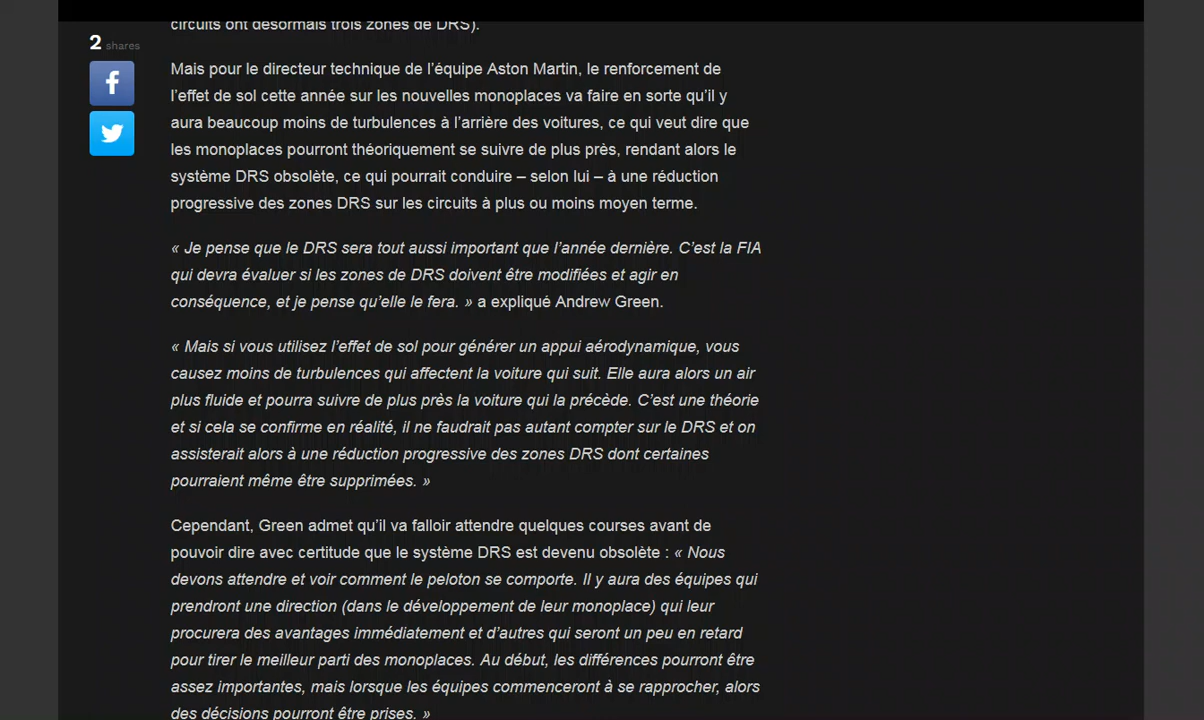 circuits ont désormais trois zones de DRS).
2 shares
Mais pour le directeur technique de l’équipe Aston Martin, le renforcement de
l’effet de sol cette année sur les nouvelles monoplaces va faire en sorte qu’il y
aura beaucoup moins de turbulences à l’arrière des voitures, ce qui veut dire que
les monoplaces pourront théoriquement se suivre de plus près, rendant alors le
système DRS obsolète, ce qui pourrait conduire – selon lui – à une réduction
progressive des zones DRS sur les circuits à plus ou moins moyen terme.
« Je pense que le DRS sera tout aussi important que l’année dernière. C’est la FIA
qui devra évaluer si les zones de DRS doivent être modifiées et agir en
conséquence, et je pense qu’elle le fera. » a expliqué Andrew Green.
« Mais si vous utilisez l’effet de sol pour générer un appui aérodynamique, vous
causez moins de turbulences qui affectent la voiture qui suit. Elle aura alors un air
plus fluide et pourra suivre de plus près la voiture qui la précède. C’est une théorie
et si cela se confirme en réalité, il ne faudrait pas autant compter sur le DRS et on
assisterait alors à une réduction progressive des zones DRS dont certaines
pourraient même être supprimées. »
Cependant, Green admet qu’il va falloir attendre quelques courses avant de
pouvoir dire avec certitude que le système DRS est devenu obsolète : « Nous
devons attendre et voir comment le peloton se comporte. Il y aura des équipes qui
prendront une direction (dans le développement de leur monoplace) qui leur
procurera des avantages immédiatement et d’autres qui seront un peu en retard
pour tirer le meilleur parti des monoplaces. Au début, les différences pourront être
assez importantes, mais lorsque les équipes commenceront à se rapprocher, alors
des décisions pourront être prises. »